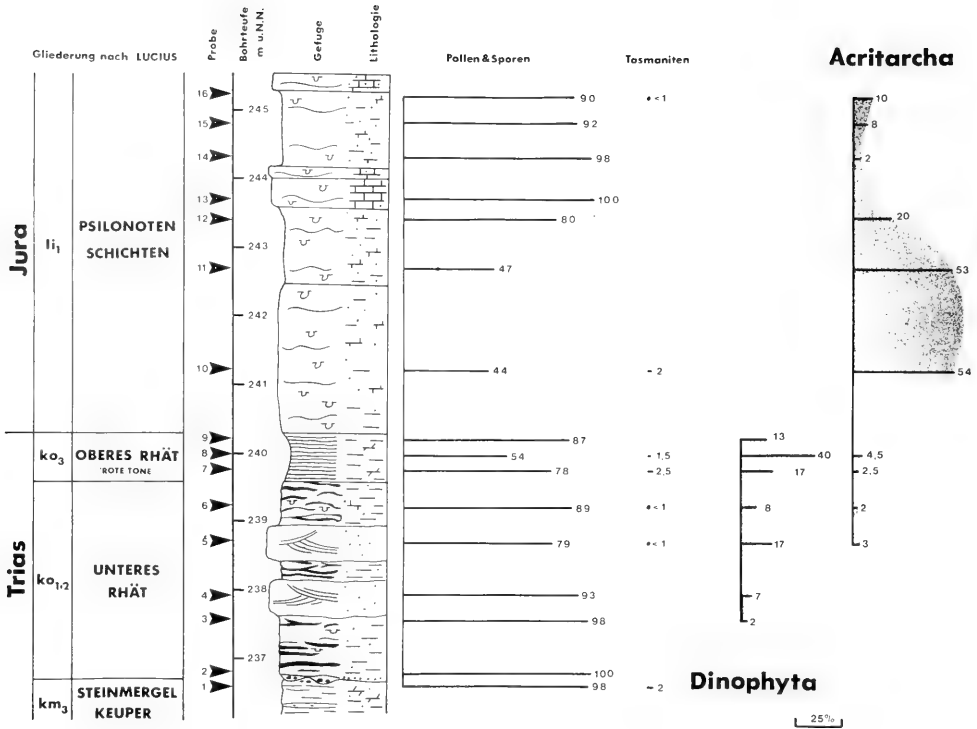 Gliederung nach LUCIUS
Probe
Bohrteufe m u.N.N.
Gefüge
Lithologie
Pollen & Sporen
Tasmaniten
Acritarcha
16 90 •<1 10
245
15 92 8
14 98 2
244
13 100
12 80 20
243
11 47 53
242
10 44 - 2 54
241
Jura
li1
PSILONOTEN
SCHICHTEN
9 87 13
8 240 54 - 1,5 40 4,5
7 78 - 2,5 17 2,5
ko3
OBERES RHÄT
'ROTE TONE
6 89 •<1 8 2
239
5 79 •<1 17 3
238
4 93 7
3 98 2
237
2 100
1 98 - 2
Trias
ko1,2
UNTERES
RHÄT
km3
STEINMERGEL
KEUPER
Dinophyta
25%